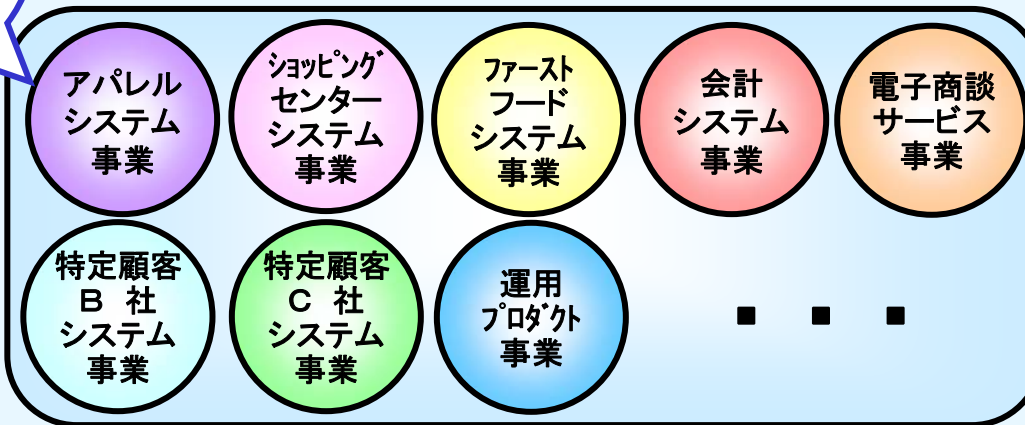 アパレル
システム
事業
ショッピング
センター
システム
事業
ファースト
フード
システム
事業
会計
システム
事業
電子商談
サービス
事業
特定顧客
B 社
システム
事業
特定顧客
C 社
システム
事業
運用
プロダクト
事業
■ ■ ■